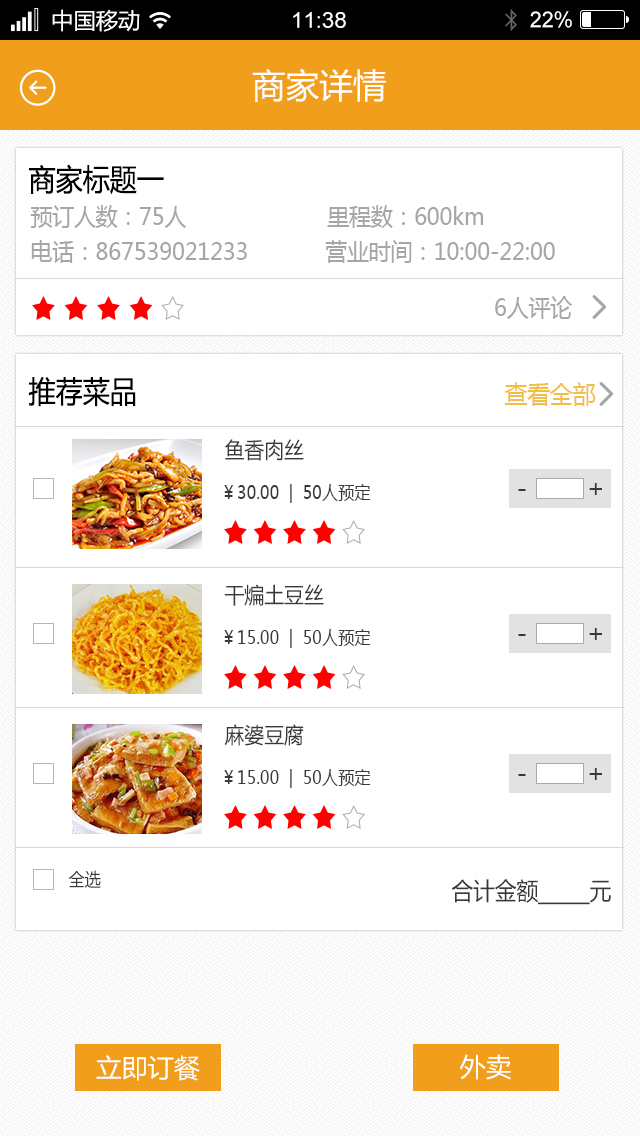 中国移动 11:38 22%
商家详情
商家标题一
预订人数：75人 里程数：600km
电话：867539021233 营业时间：10:00-22:00
6人评论
推荐菜品 查看全部
鱼香肉丝
¥ 30.00 | 50人预定
- +
干煸土豆丝
¥ 15.00 | 50人预定
- +
麻婆豆腐
¥ 15.00 | 50人预定
- +
全选
合计金额____元
立即订餐 外卖